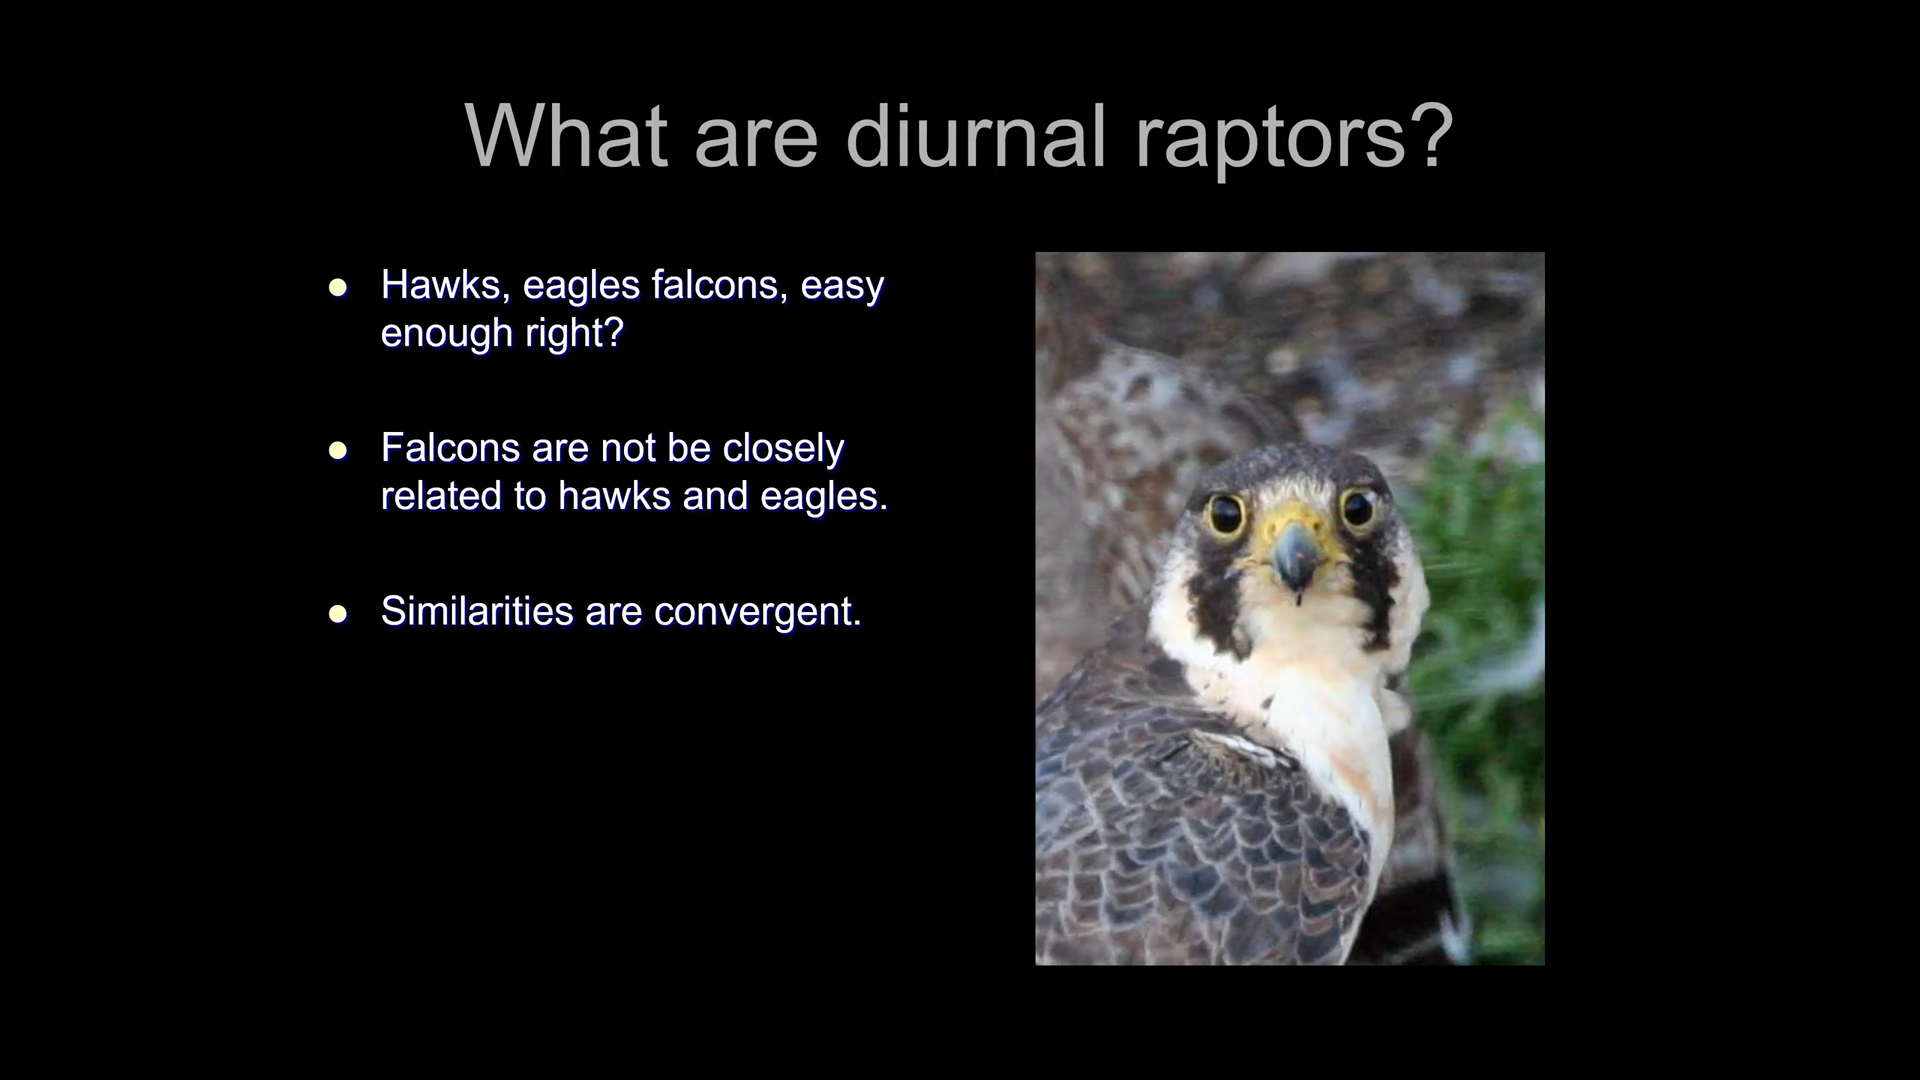 What are diurnal raptors?
● Hawks, eagles falcons, easy
enough right?
● Falcons are not be closely
related to hawks and eagles.
● Similarities are convergent.